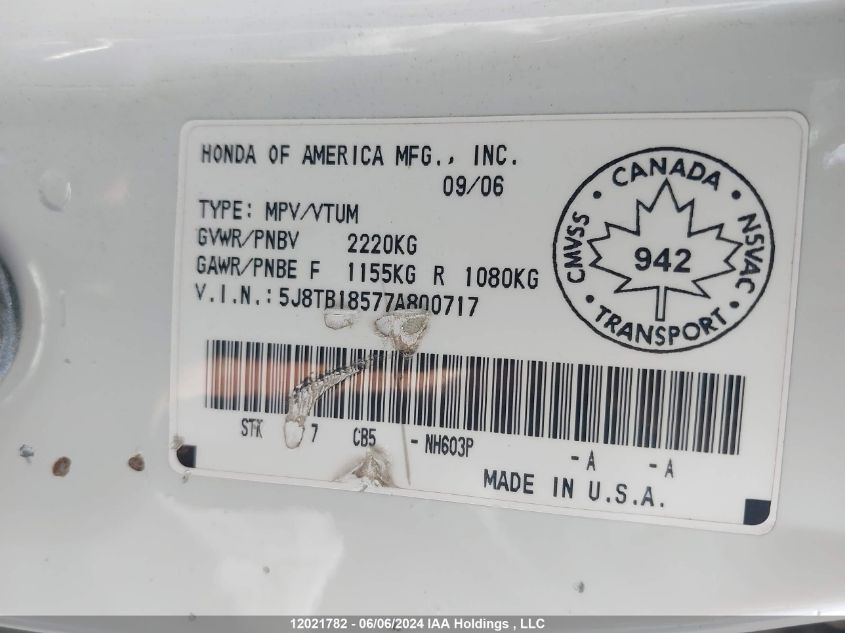 HONDA OF AMERICA MFG., INC.
09/06
TYPE: MPV/VTUM
GVWR/PNBV 2220KG
GAWR/PNBE F 1155KG R 1080KG
V.I.N.: 5J8TB18577A800717
CANADA
CMVSS
942
NSVAC
TRANSPORT
STK 7 CB5 - NH603P
- A - A
MADE IN U.S.A.
12021782 - 06/06/2024 IAA Holdings , LLC